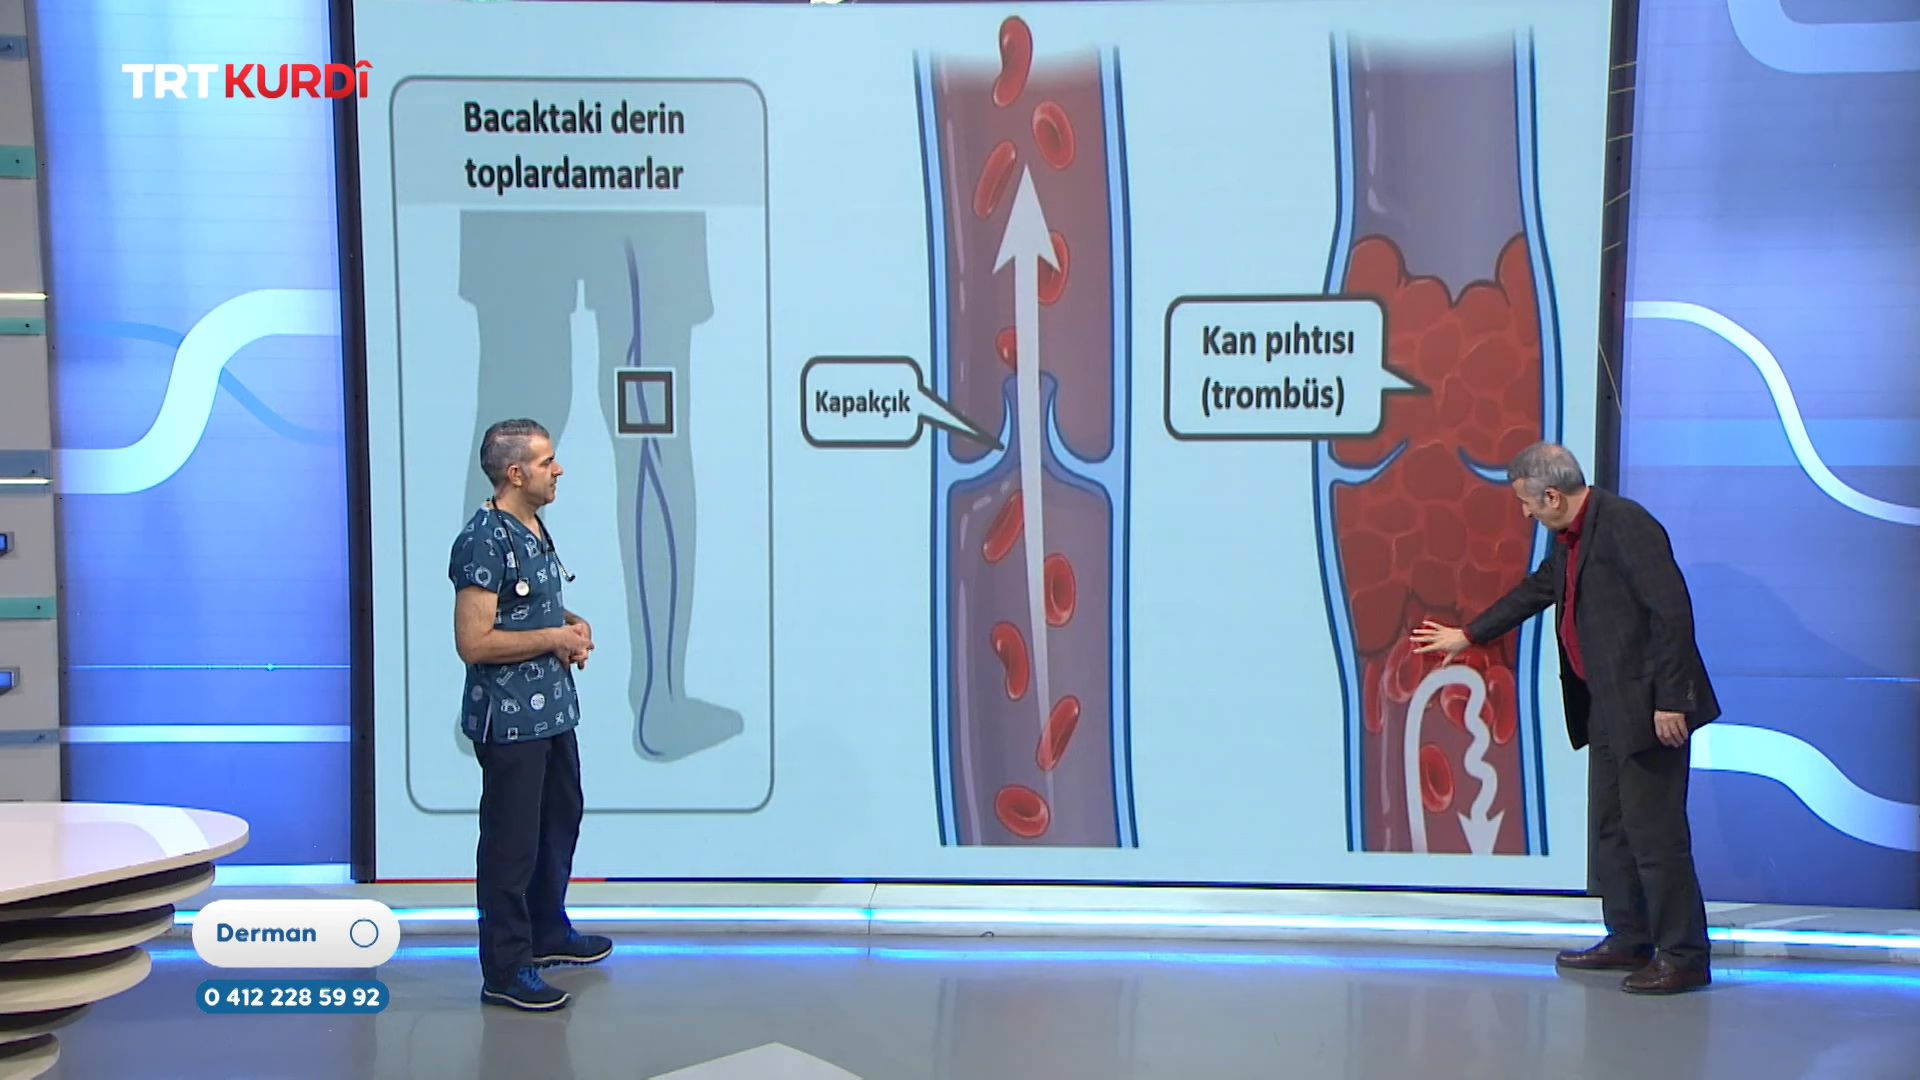 TRT KURDÎ
Bacaktaki derin
toplardamarlar
Kapakçık
Kan pıhtısı
(trombüs)
Derman
0 412 228 59 92